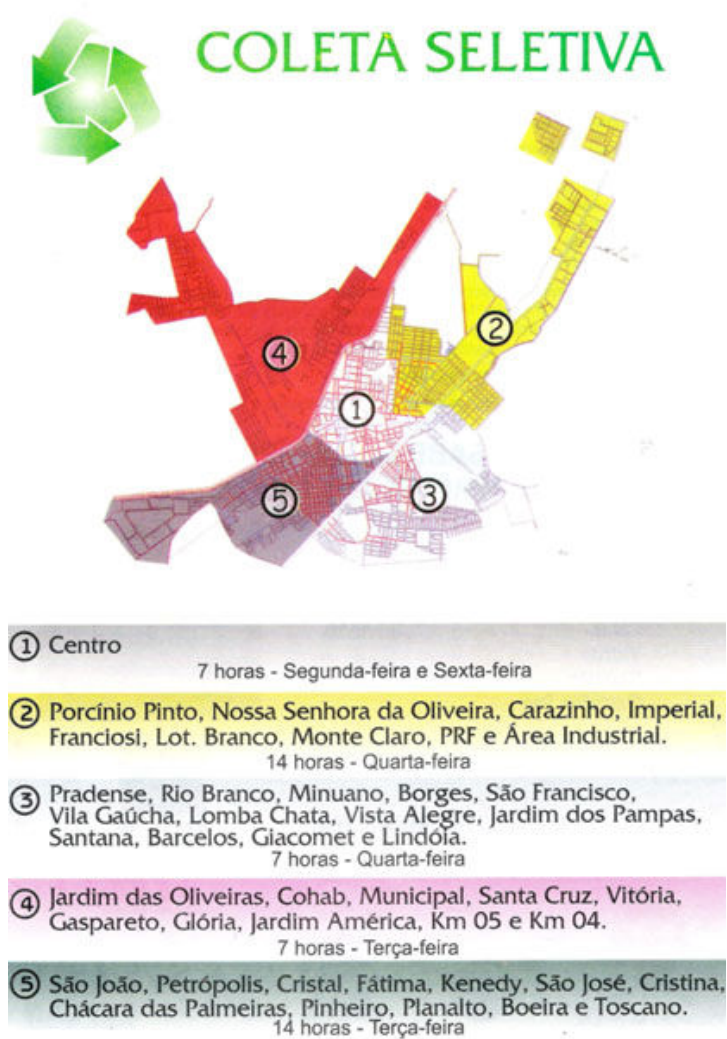 COLETA SELETIVA
2
4
1
5
3
1 Centro
7 horas - Segunda-feira e Sexta-feira
2 Porcínio Pinto, Nossa Senhora da Oliveira, Carazinho, Imperial,
Franciosi, Lot. Branco, Monte Claro, PRF e Área Industrial.
14 horas - Quarta-feira
3 Pradense, Rio Branco, Minuano, Borges, São Francisco,
Vila Gaúcha, Lomba Chata, Vista Alegre, Jardim dos Pampas,
Santana, Barcelos, Giacomet e Lindóia.
7 horas - Quarta-feira
4 Jardim das Oliveiras, Cohab, Municipal, Santa Cruz, Vitória,
Gaspareto, Glória, Jardim América, Km 05 e Km 04.
7 horas - Terça-feira
5 São João, Petrópolis, Cristal, Fátima, Kenedy, São José, Cristina,
Chácara das Palmeiras, Pinheiro, Planalto, Boeira e Toscano.
14 horas - Terça-feira